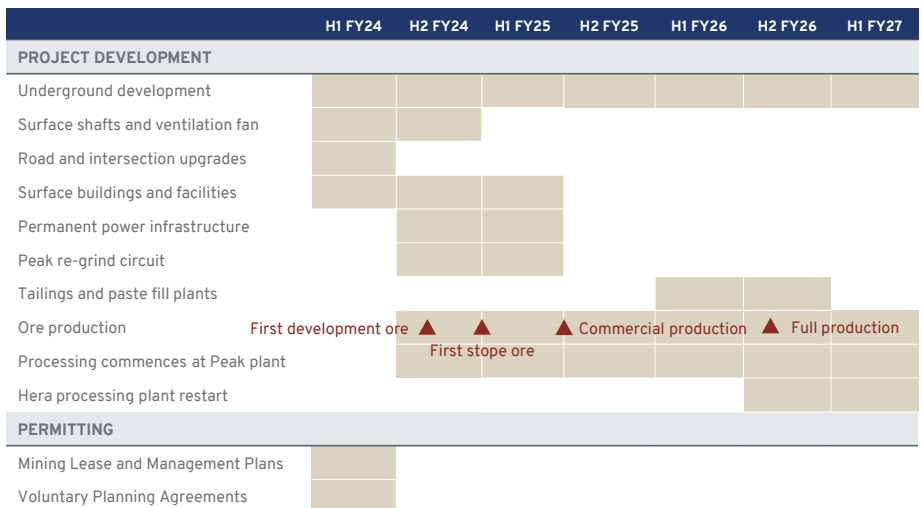 H1 FY24 H2 FY24 H1 FY25 H2 FY25 H1 FY26 H2 FY26 H1 FY27
PROJECT DEVELOPMENT
Underground development
Surface shafts and ventilation fan
Road and intersection upgrades
Surface buildings and facilities
Permanent power infrastructure
Peak re-grind circuit
Tailings and paste fill plants
Ore production First development ore Commercial production Full production
First stope ore
Processing commences at Peak plant
Hera processing plant restart
PERMITTING
Mining Lease and Management Plans
Voluntary Planning Agreements